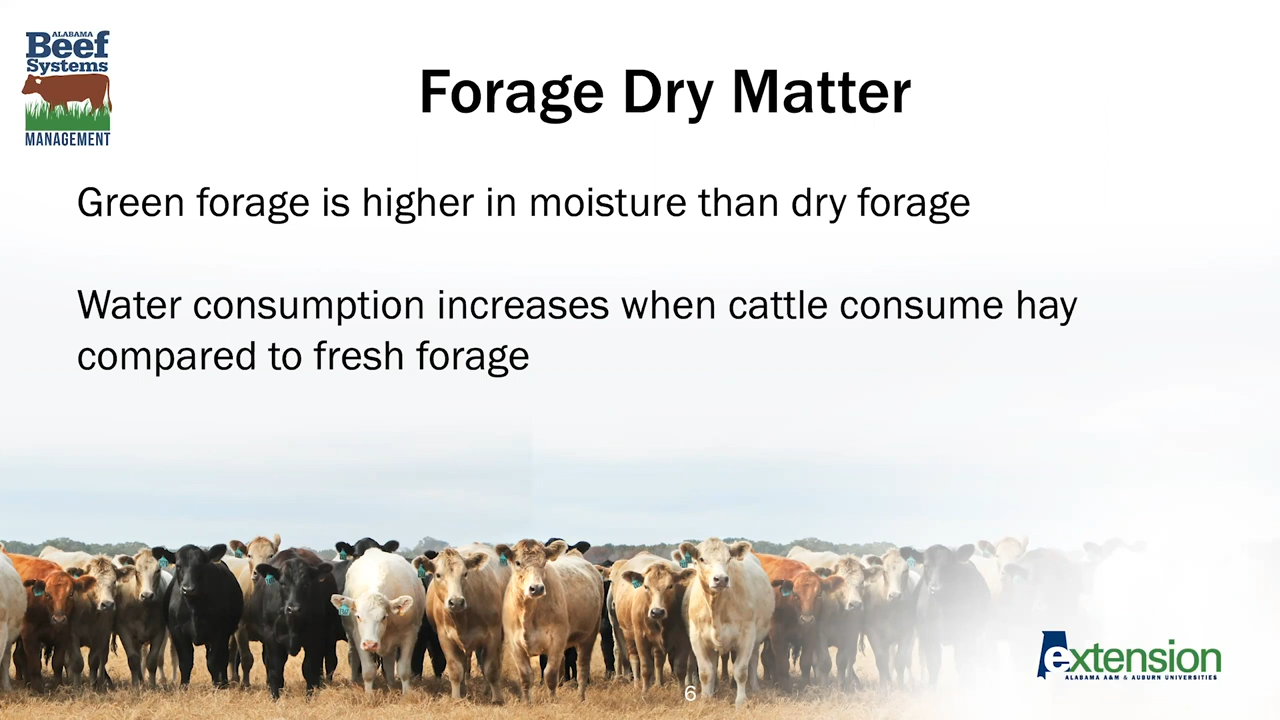 ALABAMA
Beef
Systems
MANAGEMENT
Forage Dry Matter
Green forage is higher in moisture than dry forage
Water consumption increases when cattle consume hay
compared to fresh forage
6
extension
ALABAMA A&M & AUBURN UNIVERSITIES